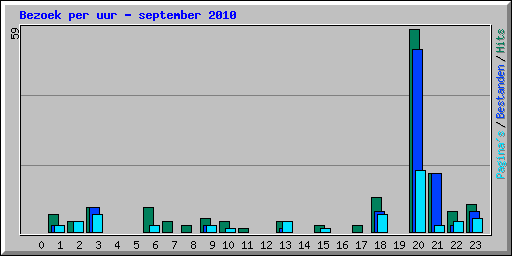 Bezoek per uur - september 2010
59
Pagina's / Bestanden / Hits
0 1 2 3 4 5 6 7 8 9 10 11 12 13 14 15 16 17 18 19 20 21 22 23